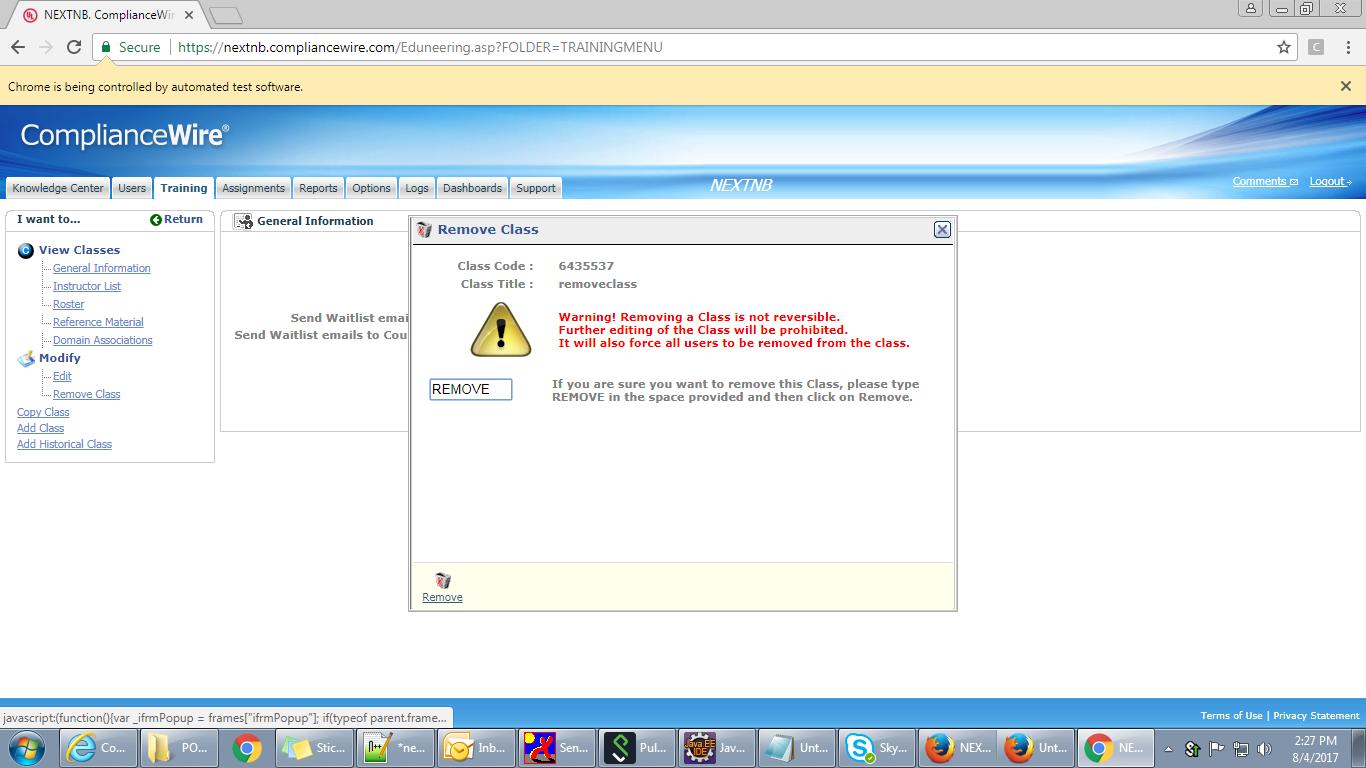 NEXTNB. ComplianceWir
Secure
https://nextnb.compliancewire.com/Eduneering.asp?FOLDER=TRAININGMENU
Chrome is being controlled by automated test software.
ComplianceWire®
Knowledge Center
Users
Training
Assignments
Reports
Options
Logs
Dashboards
Support
NEXTNB
Comments
Logout
I want to...
Return
View Classes
General Information
Instructor List
Roster
Reference Material
Domain Associations
Modify
Edit
Remove Class
Copy Class
Add Class
Add Historical Class
General Information
Send Waitlist emai
Send Waitlist emails to Cou
Remove Class
Class Code : 6435537
Class Title : removeclass
Warning! Removing a Class is not reversible.
Further editing of the Class will be prohibited.
It will also force all users to be removed from the class.
REMOVE
If you are sure you want to remove this Class, please type
REMOVE in the space provided and then click on Remove.
Remove
Terms of Use | Privacy Statement
javascript:(function(){var _ifrmPopup = frames["ifrmPopup"]; if(typeof parent.frame...
Co...
PO...
Stic...
*ne...
Inb...
Sen...
Pul...
Jav...
Unt...
Sky...
NEX...
Unt...
NE...
2:27 PM
8/4/2017